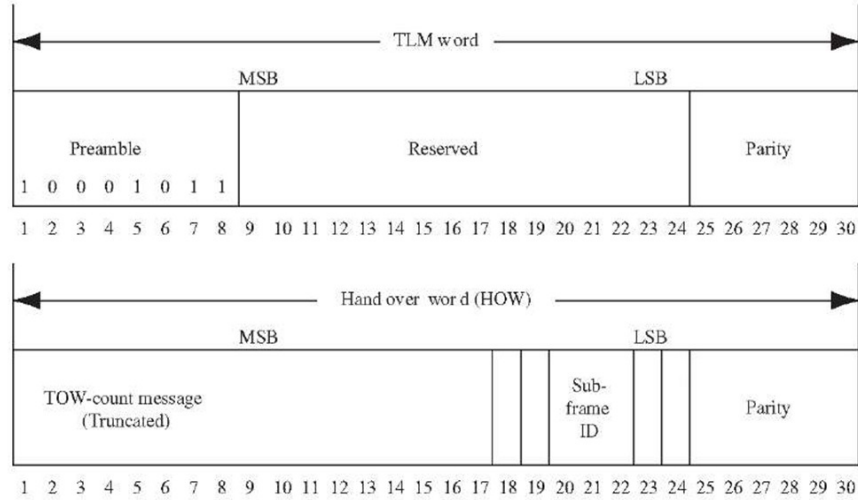 TLM word
MSB LSB
Preamble Reserved Parity
1 0 0 0 1 0 1 1
1 2 3 4 5 6 7 8 9 10 11 12 13 14 15 16 17 18 19 20 21 22 23 24 25 26 27 28 29 30
Hand over wor d (HOW)
MSB LSB
TOW-count message
(Truncated)
Sub-
frame
ID
Parity
1 2 3 4 5 6 7 8 9 10 11 12 13 14 15 16 17 18 19 20 21 22 23 24 25 26 27 28 29 30